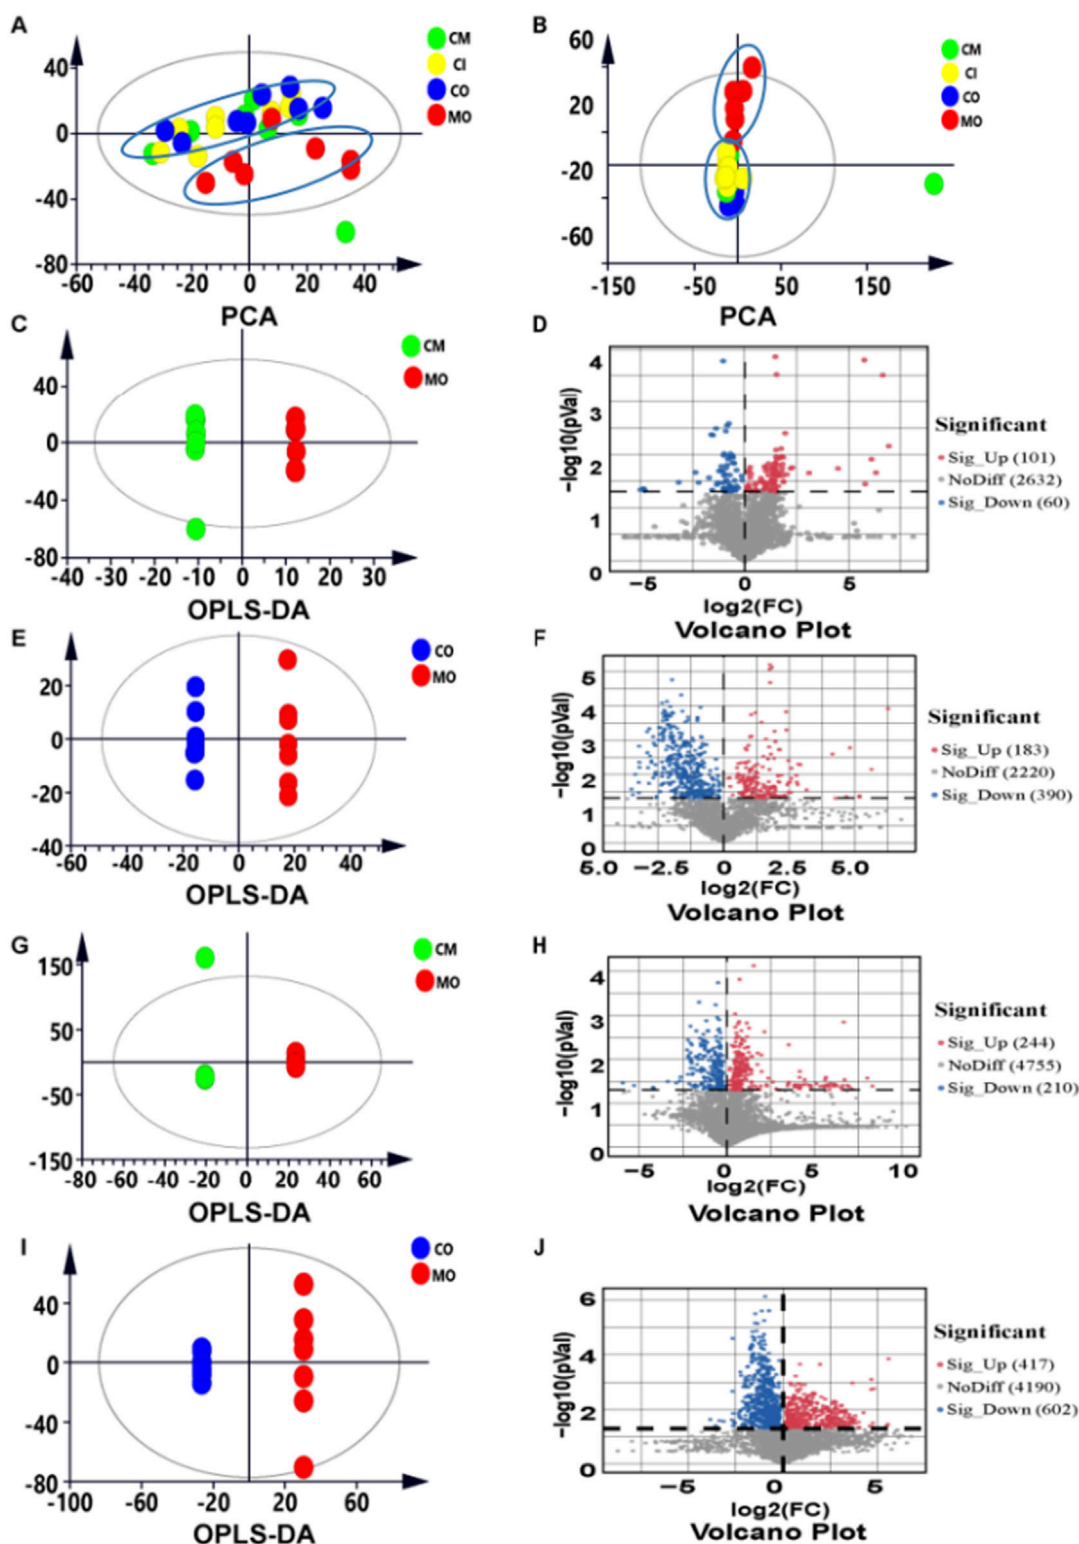 A
CM
CI
CO
MO
40
0
-40
-80
-60 -40 -20 0 20 40
PCA
B
CM
CI
CO
MO
60
20
-20
-60
-150 -50 50 150
PCA
C
CM
MO
40
0
-40
-80
-40 -30 -20 -10 0 10 20 30
OPLS-DA
D
4
3
2
1
0
-log10(pVal)
-5 0 5
log2(FC)
Volcano Plot
Significant
Sig_Up (101)
NoDiff (2632)
Sig_Down (60)
E
CO
MO
20
0
-20
-40
-60 -40 -20 0 20 40
OPLS-DA
F
5
4
3
2
1
0
-log10(pVal)
5.0 -2.5 0 2.5 5.0
log2(FC)
Volcano Plot
Significant
Sig_Up (183)
NoDiff (2220)
Sig_Down (390)
G
CM
MO
150
50
-50
-150
-80 -60 -40 -20 0 20 40 60
OPLS-DA
H
4
3
2
1
0
-log10(pVal)
-5 0 5 10
log2(FC)
Volcano Plot
Significant
Sig_Up (244)
NoDiff (4755)
Sig_Down (210)
I
CO
MO
40
0
-40
-80
-100 -60 -20 20 60
OPLS-DA
J
6
4
2
0
-log10(pVal)
-5 0 5
log2(FC)
Volcano Plot
Significant
Sig_Up (417)
NoDiff (4190)
Sig_Down (602)